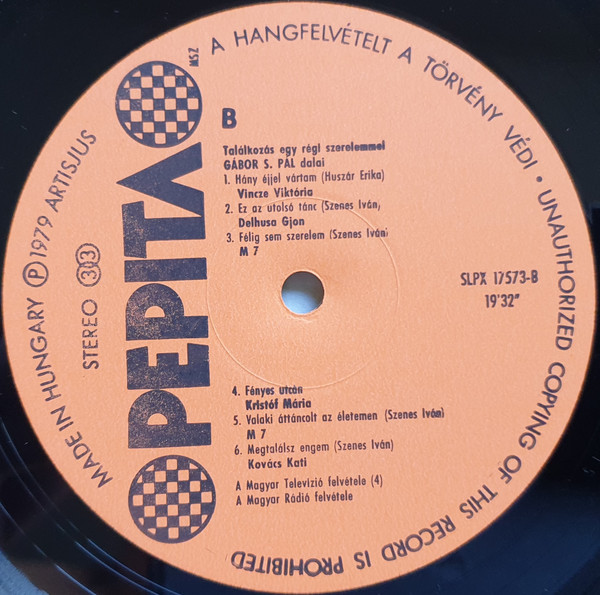 MADE IN HUNGARY Ⓟ 1979 ARTISJUS
A HANGFELVÉTELT A TÖRVÉNY VÉDI • UNAUTHORIZED COPYING OF THIS RECORD IS PROHIBITED
STEREO 33
PEPITA
MSZ
B
Találkozás egy régi szerelemmel
GÁBOR S. PÁL dalai
1. Hány éjjel vártam (Huszár Erika)
Vincze Viktória
2. Ez az utolsó tánc (Szenes Iván)
Delhusa Gjon
3. Félig sem szerelem (Szenes Iván)
M 7
SLPX 17573-B
19'32"
4. Fényes utcán
Kristóf Mária
5. Valaki áttáncolt az életemen (Szenes Iván)
M 7
6. Megtalálsz engem (Szenes Iván)
Kovács Kati
A Magyar Televízió felvétele (4)
A Magyar Rádió felvétele